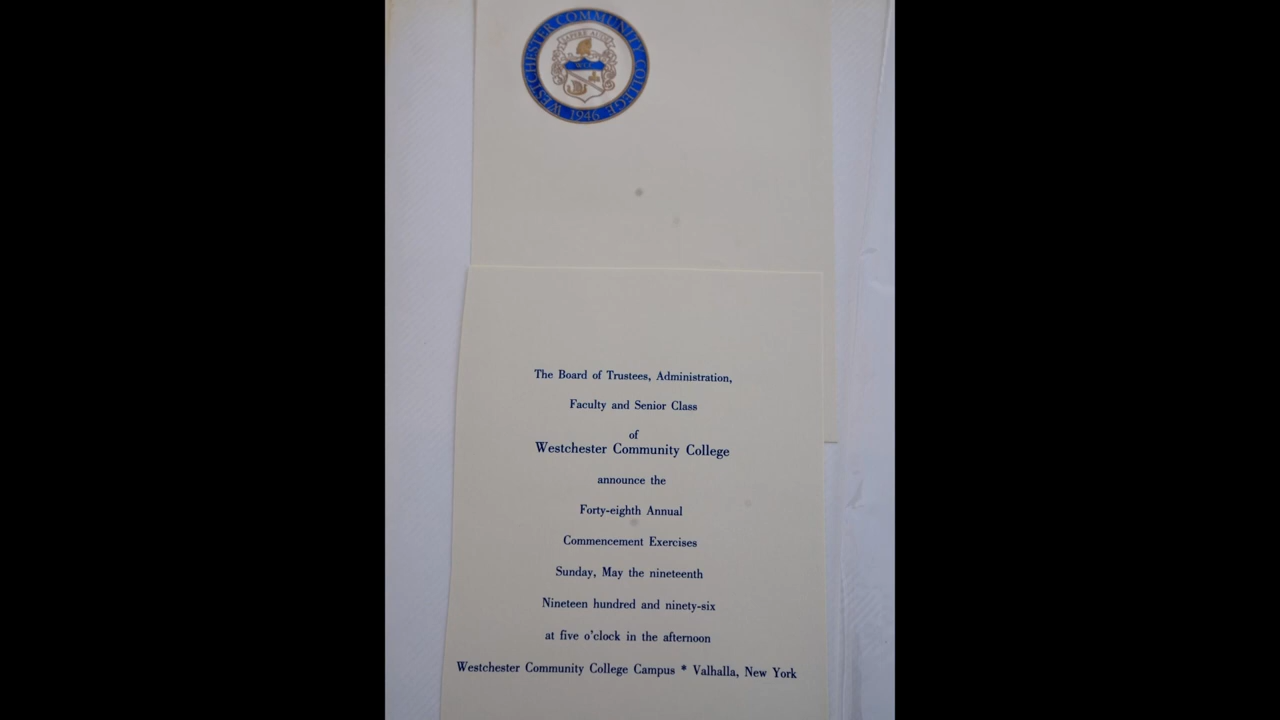 WESTCHESTER COMMUNITY COLLEGE
SAPERE AUDE
W.C.C.
1946
The Board of Trustees, Administration,
Faculty and Senior Class
of
Westchester Community College
announce the
Forty-eighth Annual
Commencement Exercises
Sunday, May the nineteenth
Nineteen hundred and ninety-six
at five o'clock in the afternoon
Westchester Community College Campus * Valhalla, New York